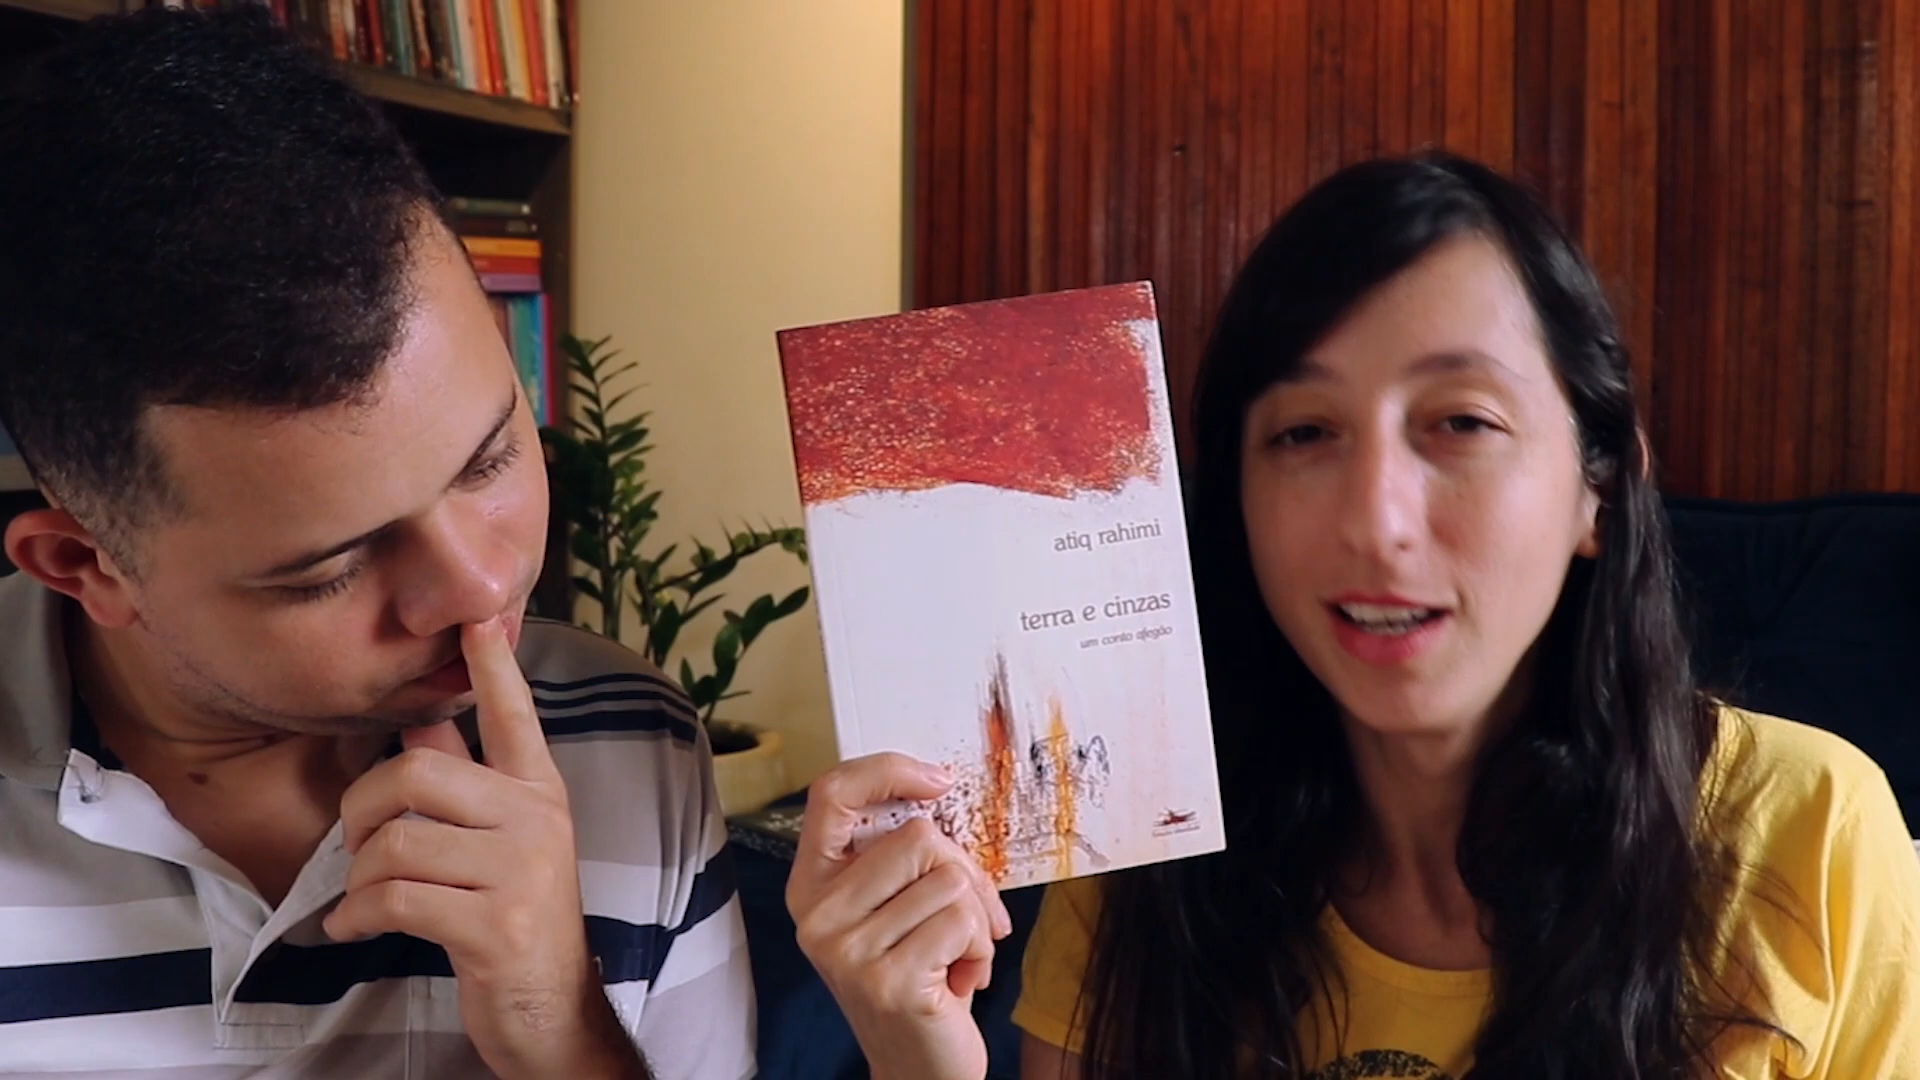 atiq rahimi
terra e cinzas
um conto afegão